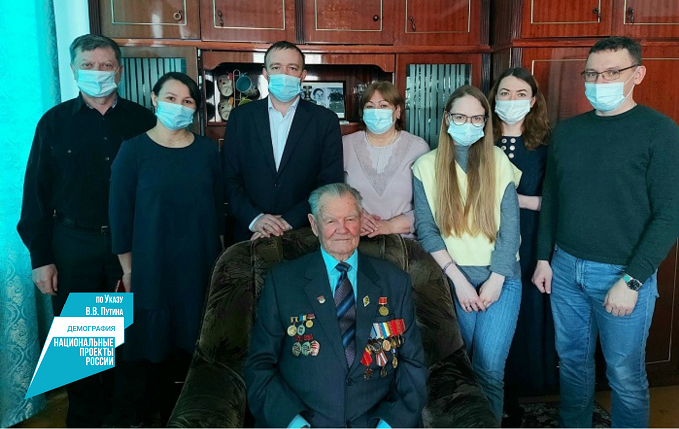 по Указу
В.В. Путина
ДЕМОГРАФИЯ
НАЦИОНАЛЬНЫЕ
ПРОЕКТЫ
РОССИИ